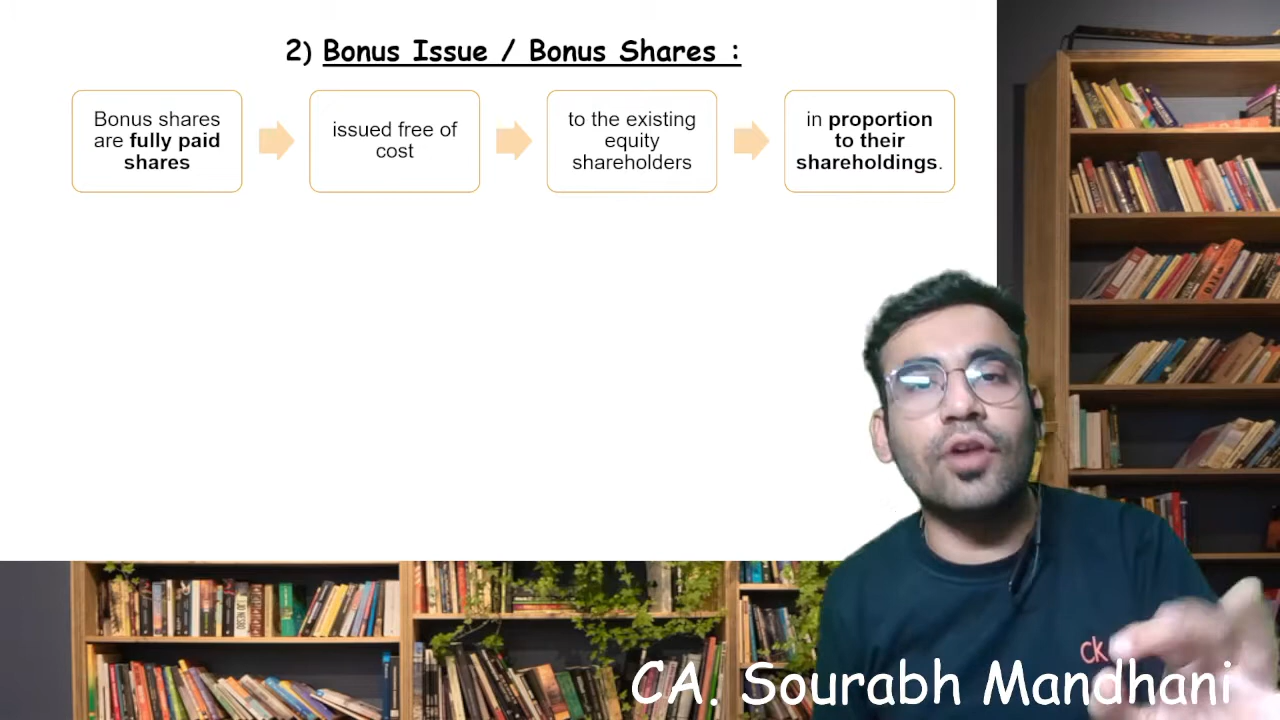 2) Bonus Issue / Bonus Shares :
Bonus shares
are fully paid
shares
issued free of
cost
to the existing
equity
shareholders
in proportion
to their
shareholdings.
ck
CA. Sourabh Mandhani